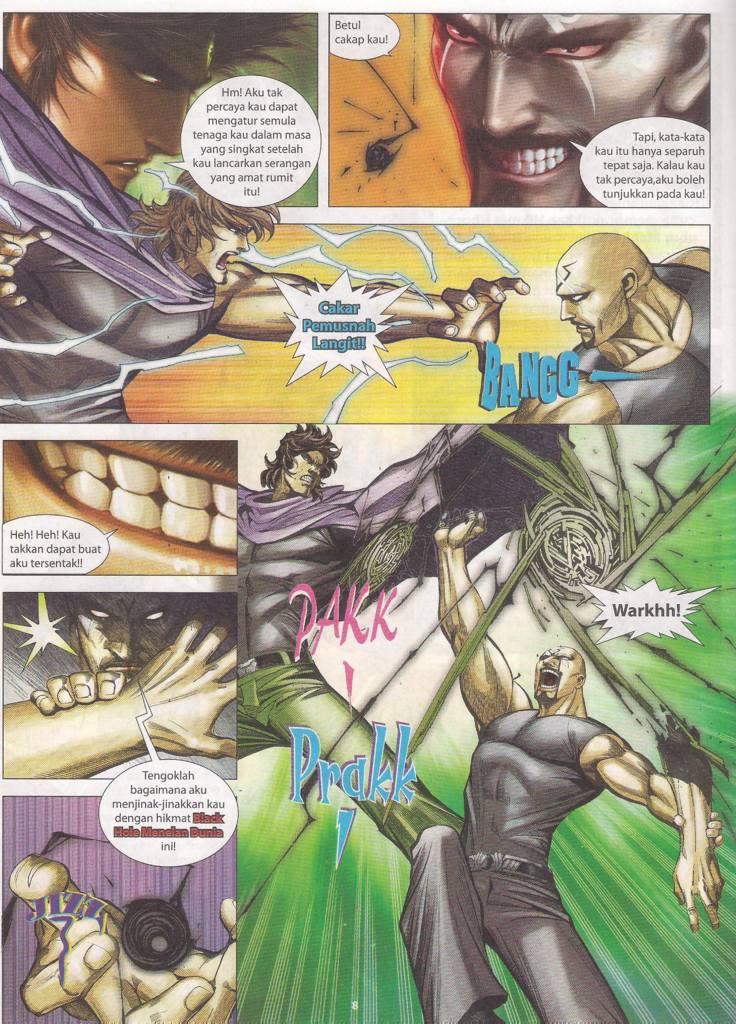 Hm! Aku tak
percaya kau dapat
mengatur semula
tenaga kau dalam masa
yang singkat setelah
kau lancarkan serangan
yang amat rumit
itu!
Betul
cakap kau!
Tapi, kata-kata
kau itu hanya separuh
tepat saja. Kalau kau
tak percaya,aku boleh
tunjukkan pada kau!
Cakar
Pemusnah
Langit!!
BANGG
Heh! Heh! Kau
takkan dapat buat
aku tersentak!!
PAKK
!
Prakk
!
Warkhh!
Tengoklah
bagaimana aku
menjinak-jinakkan kau
dengan hikmat Black
Hole Menelan Dunia
ini!
JIZZ
!
8